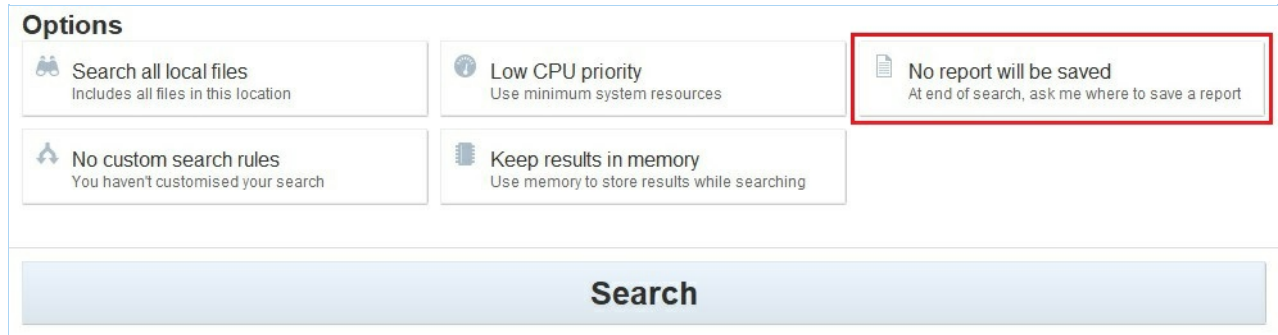 Options
Search all local files
Includes all files in this location
Low CPU priority
Use minimum system resources
No report will be saved
At end of search, ask me where to save a report
No custom search rules
You haven't customised your search
Keep results in memory
Use memory to store results while searching
Search